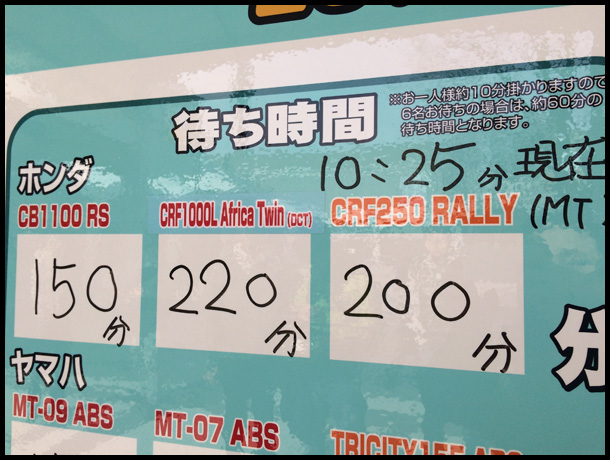 待ち時間
※お一人様約10分掛かりますので
6名お待ちの場合は、約60分の
待ち時間となります。
10:25分 現在
ホンダ
CB1100 RS
CRF1000L Africa Twin (DCT)
CRF250 RALLY
(MT
150分
220分
200分
ヤマハ
MT-09 ABS
MT-07 ABS
TRICITY155 ABS